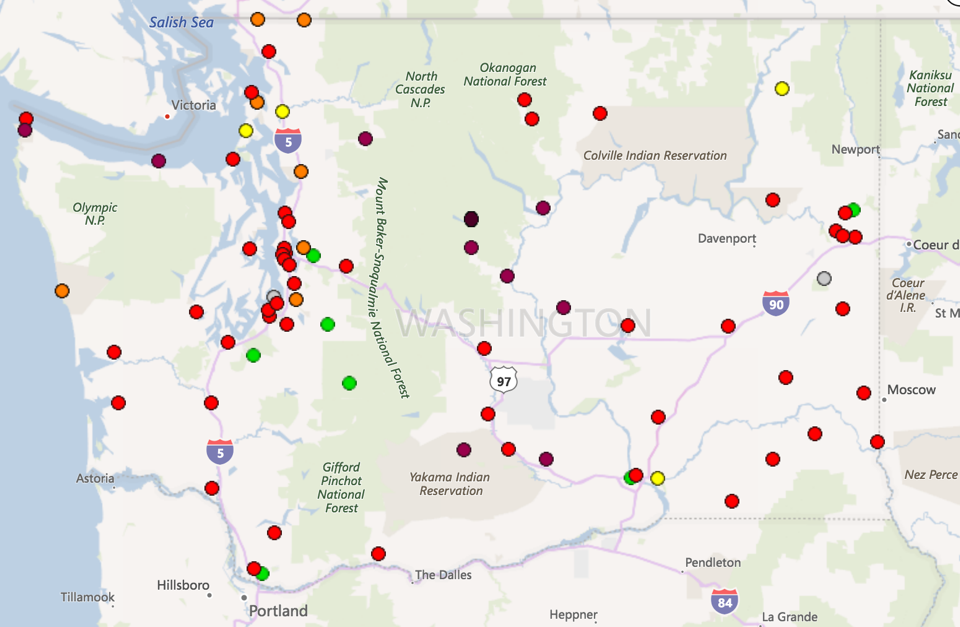 Salish Sea
Victoria
North
Cascades
N.P.
Okanogan
National Forest
Kaniksu
National
Forest
5
Colville Indian Reservation
Newport
Olympic
N.P.
Mount Baker-Snoqualmie National Forest
Davenport
Coeur d
90
Coeur
d'Alene
I.R.
St M
WASHINGTON
97
Moscow
5
Astoria
Gifford
Pinchot
National
Forest
Yakama Indian
Reservation
Nez Perce
Hillsboro
The Dalles
Pendleton
Tillamook
Portland
Heppner
84
La Grande